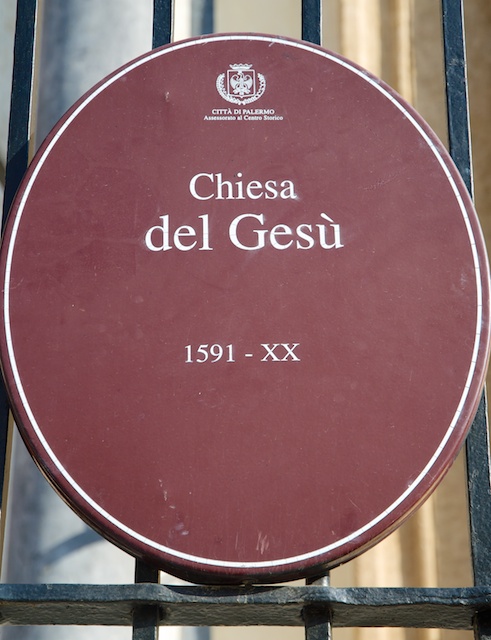 CITTÀ DI PALERMO
Assessorato al Centro Storico
Chiesa
del Gesù
1591 - XX